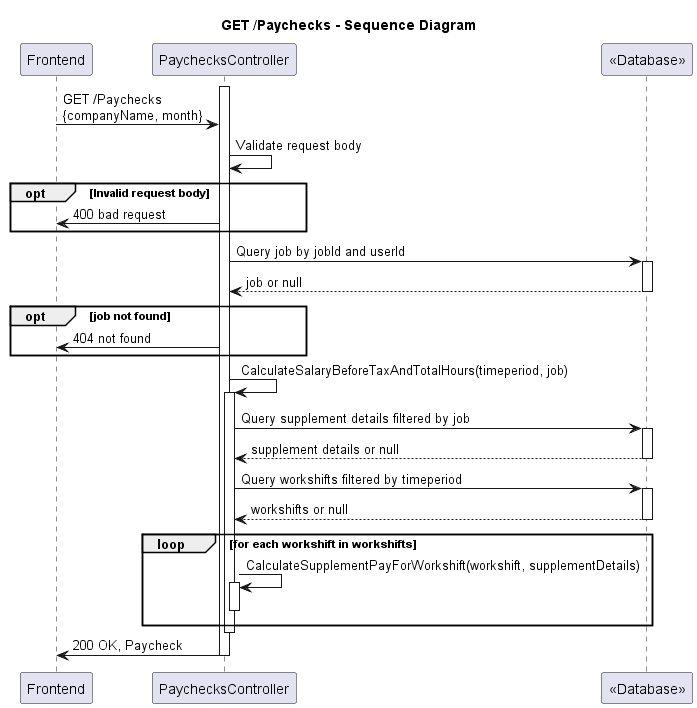 GET /Paychecks - Sequence Diagram
Frontend
PaychecksController
«Database»
GET /Paychecks
{companyName, month}
Validate request body
opt
[Invalid request body]
400 bad request
Query job by jobId and userId
job or null
opt
[job not found]
404 not found
CalculateSalaryBeforeTaxAndTotalHours(timeperiod, job)
Query supplement details filtered by job
supplement details or null
Query workshifts filtered by timeperiod
workshifts or null
loop
[for each workshift in workshifts]
CalculateSupplementPayForWorkshift(workshift, supplementDetails)
200 OK, Paycheck
Frontend
PaychecksController
«Database»